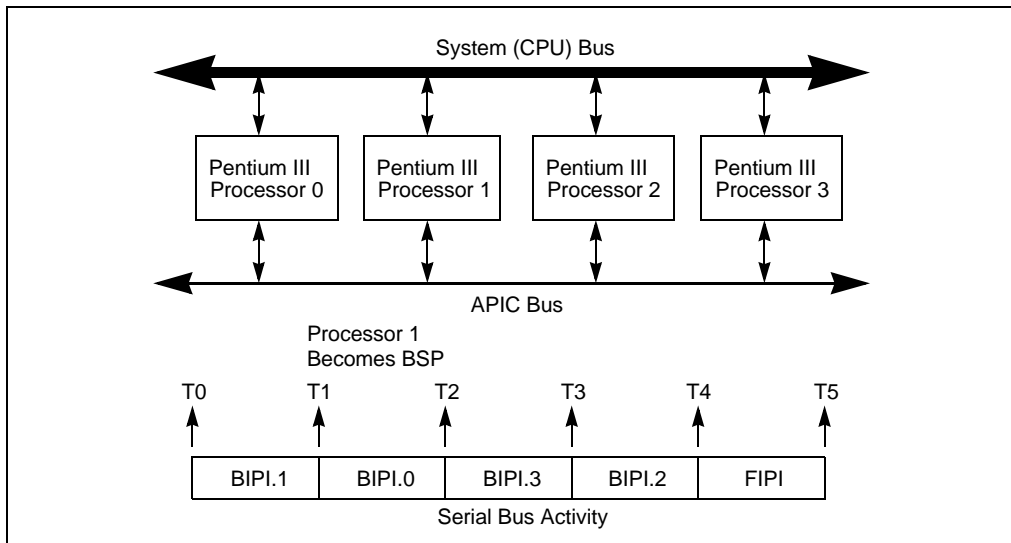 System (CPU) Bus
Pentium III
Processor 0
Pentium III
Processor 1
Pentium III
Processor 2
Pentium III
Processor 3
APIC Bus
Processor 1
Becomes BSP
T0 T1 T2 T3 T4 T5
BIPI.1 BIPI.0 BIPI.3 BIPI.2 FIPI
Serial Bus Activity